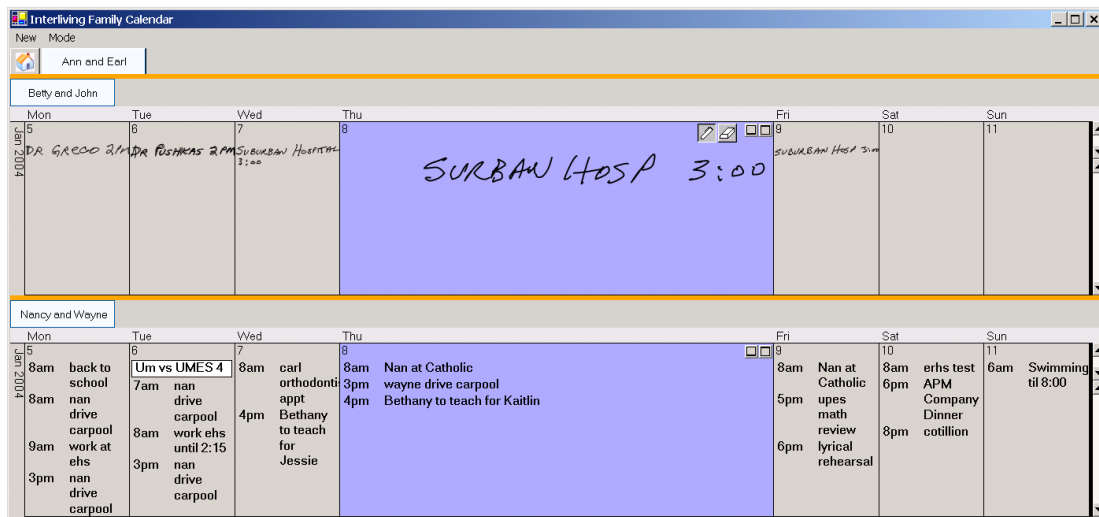 Interliving Family Calendar
New Mode
Ann and Earl
Betty and John
Mon Tue Wed Thu Fri Sat Sun
Jan 2004
5 6 7 8 9 10 11
DR GRECO 2PM
DR PUSHKAS 2PM
SUBURBAN HOSPITAL
3:00
SURBAN HOSP 3:00
SUBURBAN HOSP 3:00
Nancy and Wayne
Mon Tue Wed Thu Fri Sat Sun
Jan 2004
5
8am back to
school
8am nan
drive
carpool
9am work at
ehs
3pm nan
drive
carpool
6
Um vs UMES 4
7am nan
drive
carpool
8am work ehs
until 2:15
3pm nan
drive
carpool
7
8am carl
orthodonti
appt
4pm Bethany
to teach
for
Jessie
8
8am Nan at Catholic
3pm wayne drive carpool
4pm Bethany to teach for Kaitlin
9
8am Nan at
Catholic
5pm upes
math
review
6pm lyrical
rehearsal
10
8am erhs test
6pm APM
Company
Dinner
8pm cotillion
11
6am Swimming
til 8:00